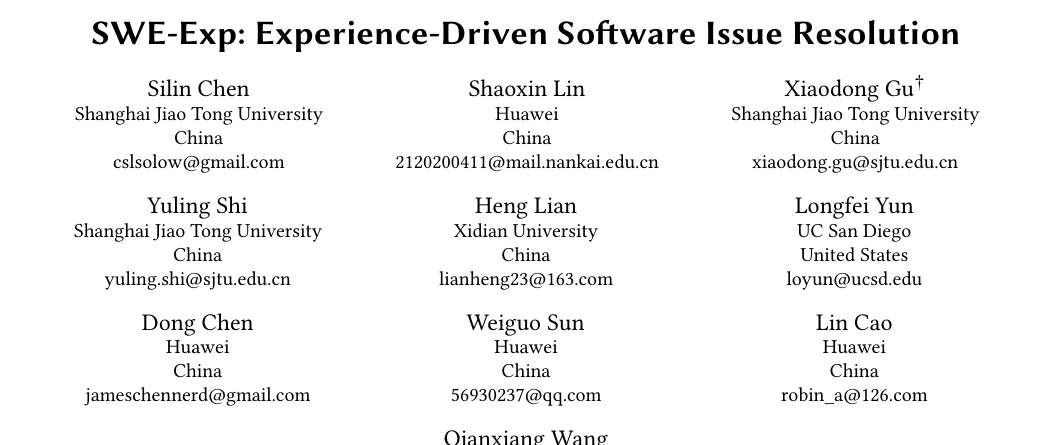 SWE-Exp: Experience-Driven Software Issue Resolution
Silin Chen
Shanghai Jiao Tong University
China
cslsolow@gmail.com
Shaoxin Lin
Huawei
China
2120200411@mail.nankai.edu.cn
Xiaodong Gu†
Shanghai Jiao Tong University
China
xiaodong.gu@sjtu.edu.cn
Yuling Shi
Shanghai Jiao Tong University
China
yuling.shi@sjtu.edu.cn
Heng Lian
Xidian University
China
lianheng23@163.com
Longfei Yun
UC San Diego
United States
loyun@ucsd.edu
Dong Chen
Huawei
China
jameschennerd@gmail.com
Weiguo Sun
Huawei
China
56930237@qq.com
Lin Cao
Huawei
China
robin_a@126.com
Qianxiang Wang